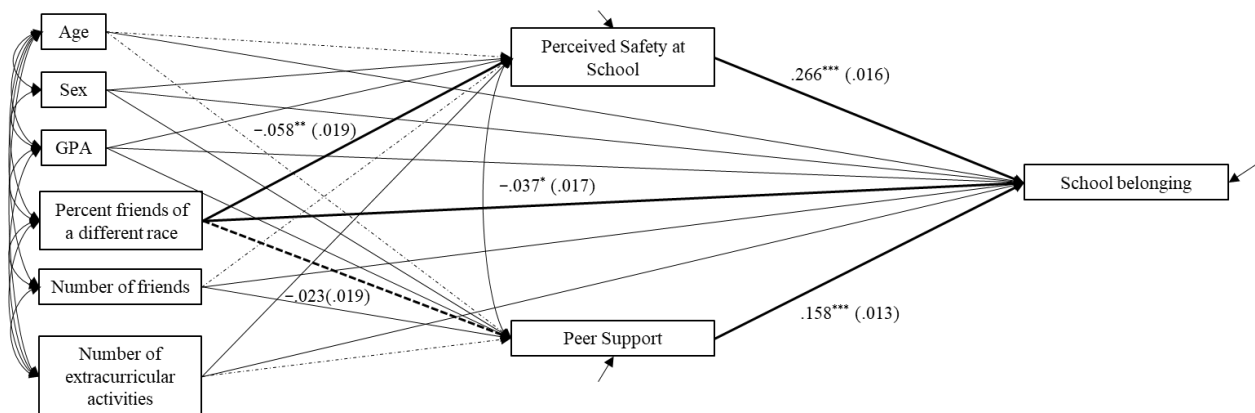 Age
Sex
GPA
Percent friends of
a different race
Number of friends
Number of
extracurricular
activities
Perceived Safety at
School
Peer Support
School belonging
−.058** (.019)
−.037* (.017)
−.023(.019)
.266*** (.016)
.158*** (.013)